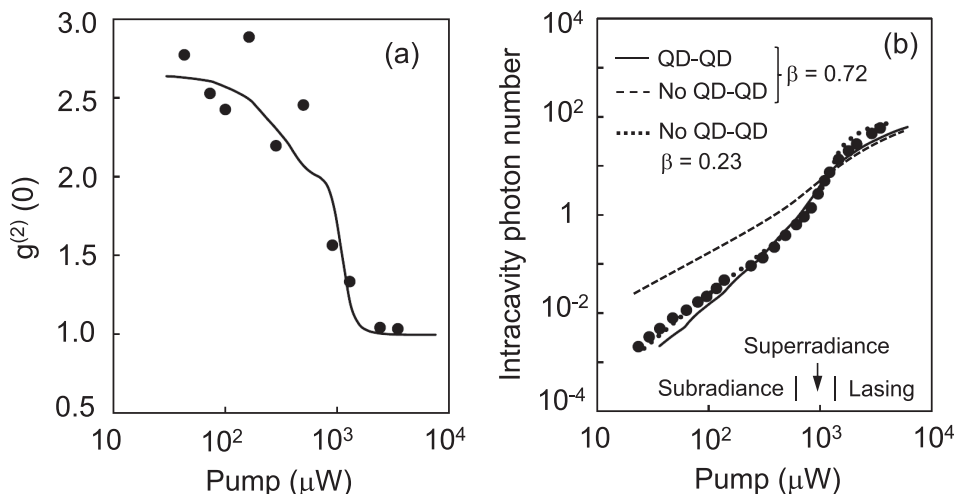 (a)
g(2) (0)
3.0
2.5
2.0
1.5
1.0
0.5
10 10² 10³ 10⁴
Pump (μW)
(b)
Intracavity photon number
10⁴
10²
1
10⁻²
10⁻⁴
QD-QD
No QD-QD
β = 0.72
No QD-QD
β = 0.23
Superradiance
Subradiance Lasing
10 10² 10³ 10⁴
Pump (μW)